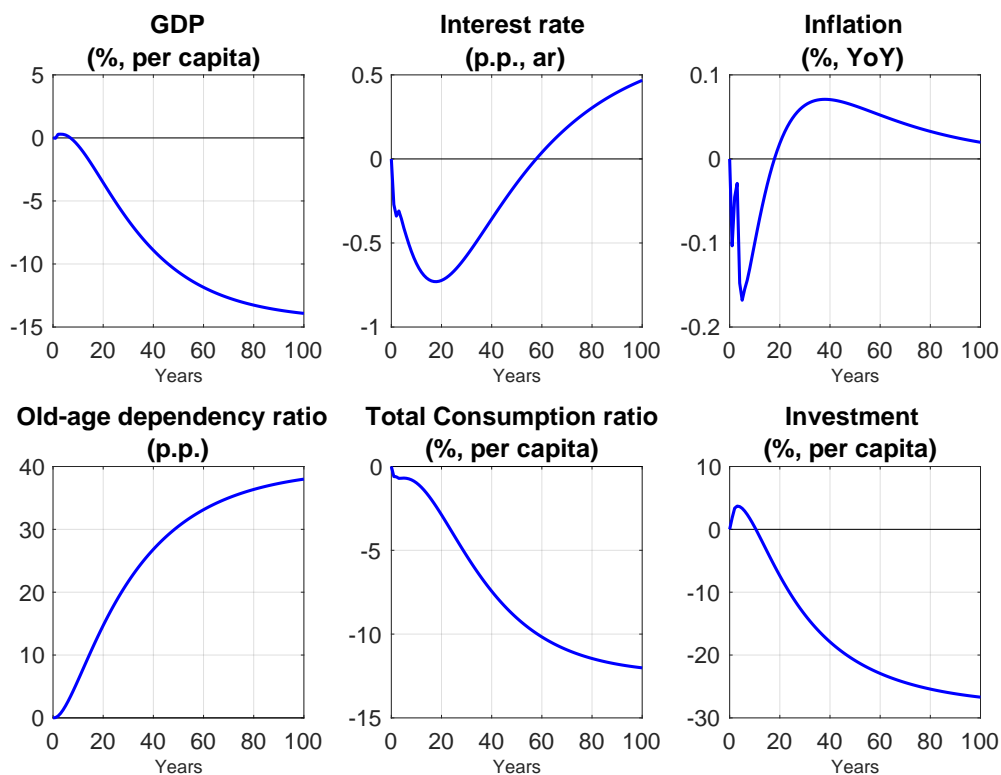 GDP
(%, per capita)
5
0
-5
-10
-15
0 20 40 60 80 100
Years
Interest rate
(p.p., ar)
0.5
0
-0.5
-1
0 20 40 60 80 100
Years
Inflation
(%, YoY)
0.1
0
-0.1
-0.2
0 20 40 60 80 100
Years
Old-age dependency ratio
(p.p.)
40
30
20
10
0
0 20 40 60 80 100
Years
Total Consumption ratio
(%, per capita)
0
-5
-10
-15
0 20 40 60 80 100
Years
Investment
(%, per capita)
10
0
-10
-20
-30
0 20 40 60 80 100
Years